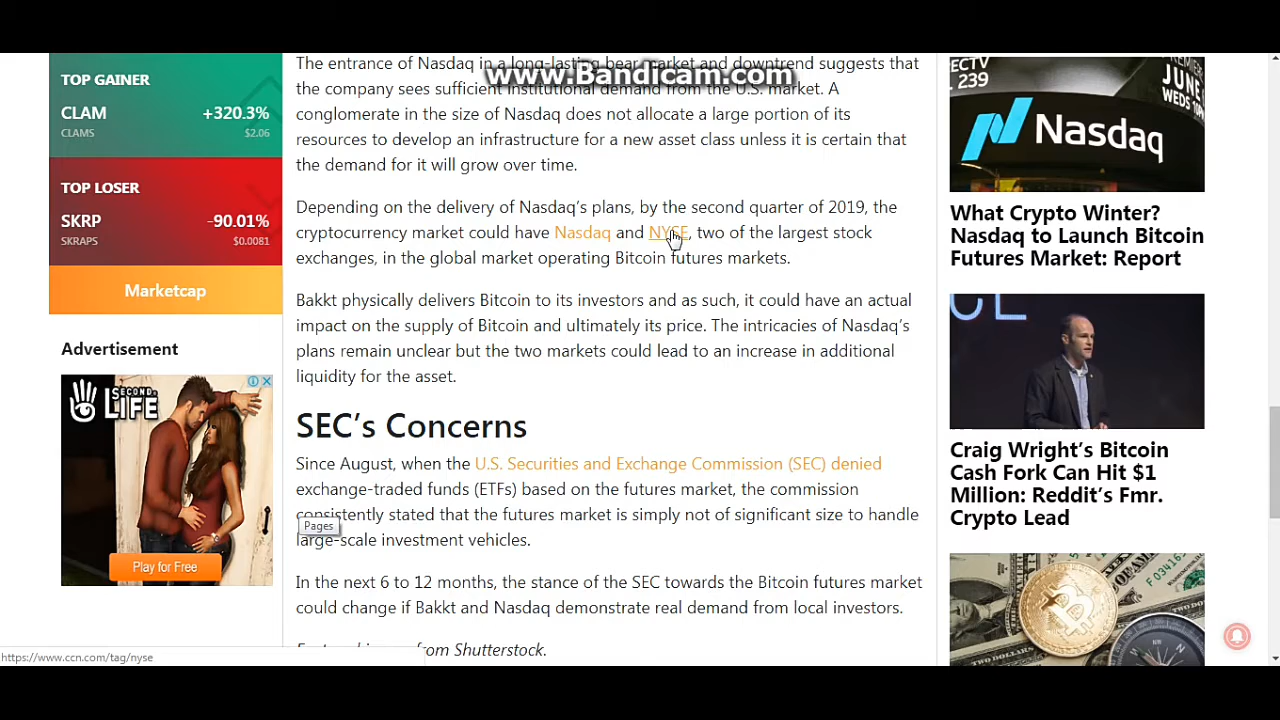 www.Bandicam.com
TOP GAINER
CLAM +320.3%
CLAMS $2.06
TOP LOSER
SKRP -90.01%
SKRAPS $0.0081
Marketcap
Advertisement
SECOND
LIFE
Play for Free
The entrance of Nasdaq in a long-lasting bear market and downtrend suggests that
the company sees sufficient institutional demand from the U.S. market. A
conglomerate in the size of Nasdaq does not allocate a large portion of its
resources to develop an infrastructure for a new asset class unless it is certain that
the demand for it will grow over time.
Depending on the delivery of Nasdaq's plans, by the second quarter of 2019, the
cryptocurrency market could have Nasdaq and NYSE, two of the largest stock
exchanges, in the global market operating Bitcoin futures markets.
Bakkt physically delivers Bitcoin to its investors and as such, it could have an actual
impact on the supply of Bitcoin and ultimately its price. The intricacies of Nasdaq's
plans remain unclear but the two markets could lead to an increase in additional
liquidity for the asset.
SEC's Concerns
Since August, when the U.S. Securities and Exchange Commission (SEC) denied
exchange-traded funds (ETFs) based on the futures market, the commission
consistently stated that the futures market is simply not of significant size to handle
Pages
large-scale investment vehicles.
In the next 6 to 12 months, the stance of the SEC towards the Bitcoin futures market
could change if Bakkt and Nasdaq demonstrate real demand from local investors.
from Shutterstock.
https://www.ccn.com/tag/nyse
239
JUNE
WEDS
Nasdaq
What Crypto Winter?
Nasdaq to Launch Bitcoin
Futures Market: Report
Craig Wright's Bitcoin
Cash Fork Can Hit $1
Million: Reddit's Fmr.
Crypto Lead